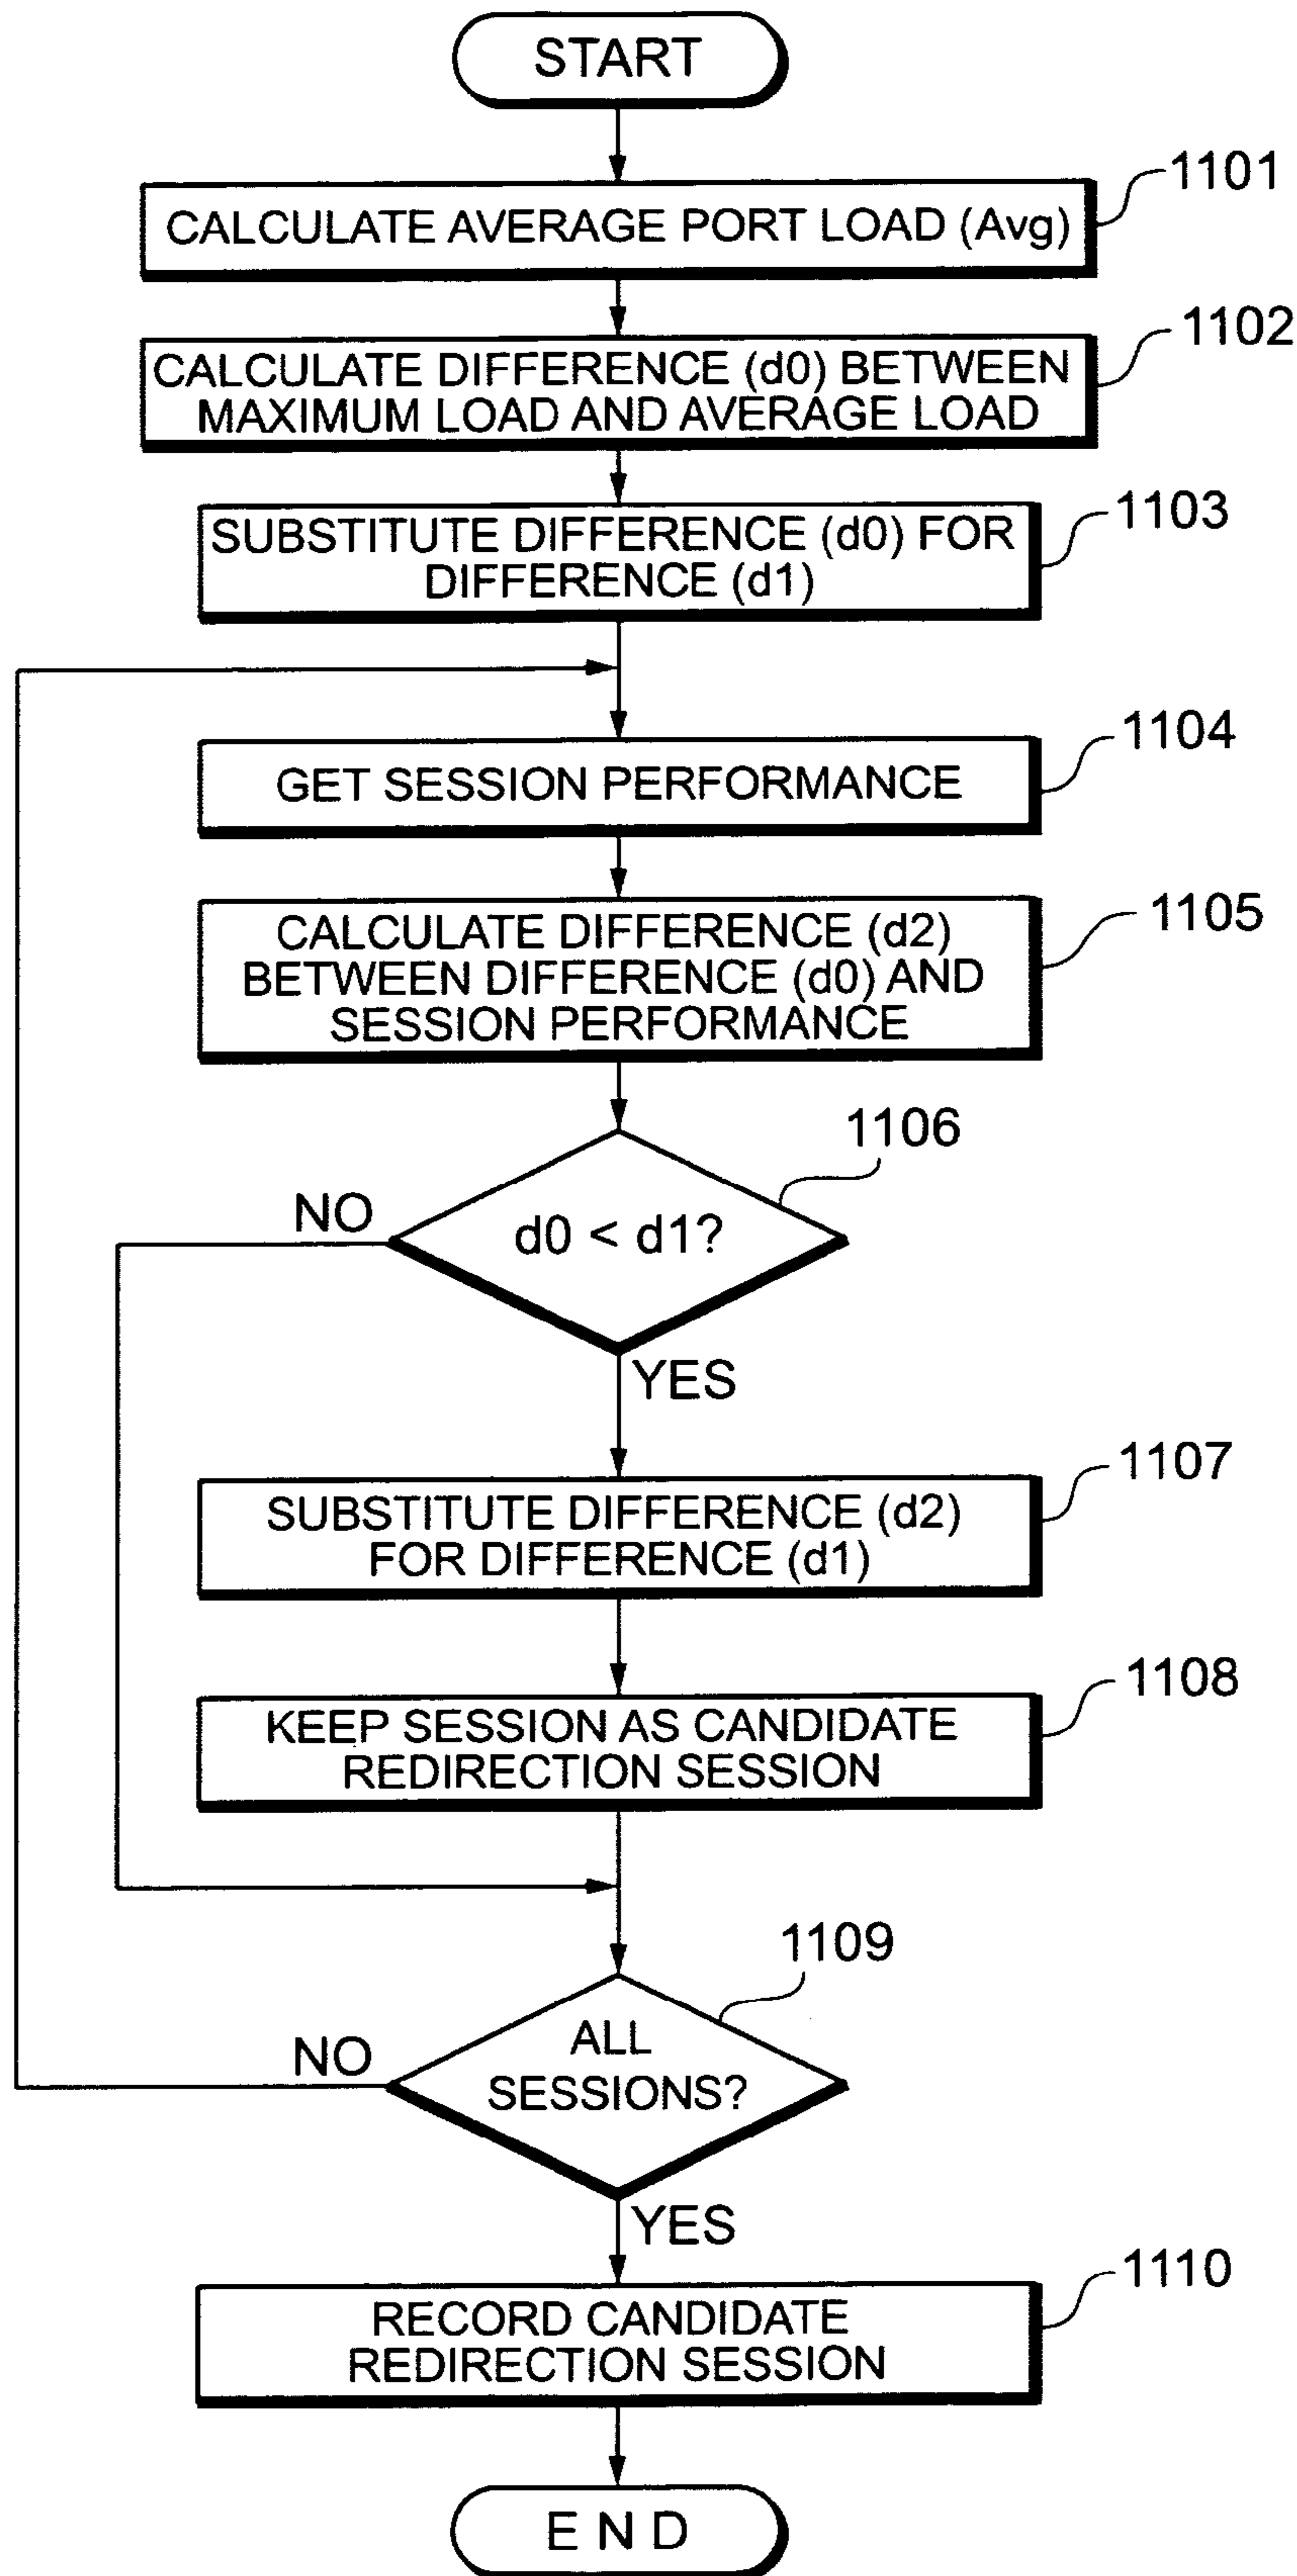 START
1101
CALCULATE AVERAGE PORT LOAD (Avg)
1102
CALCULATE DIFFERENCE (d0) BETWEEN
MAXIMUM LOAD AND AVERAGE LOAD
1103
SUBSTITUTE DIFFERENCE (d0) FOR
DIFFERENCE (d1)
1104
GET SESSION PERFORMANCE
1105
CALCULATE DIFFERENCE (d2)
BETWEEN DIFFERENCE (d0) AND
SESSION PERFORMANCE
1106
NO
d0 < d1?
YES
1107
SUBSTITUTE DIFFERENCE (d2)
FOR DIFFERENCE (d1)
1108
KEEP SESSION AS CANDIDATE
REDIRECTION SESSION
1109
NO
ALL
SESSIONS?
YES
1110
RECORD CANDIDATE
REDIRECTION SESSION
END